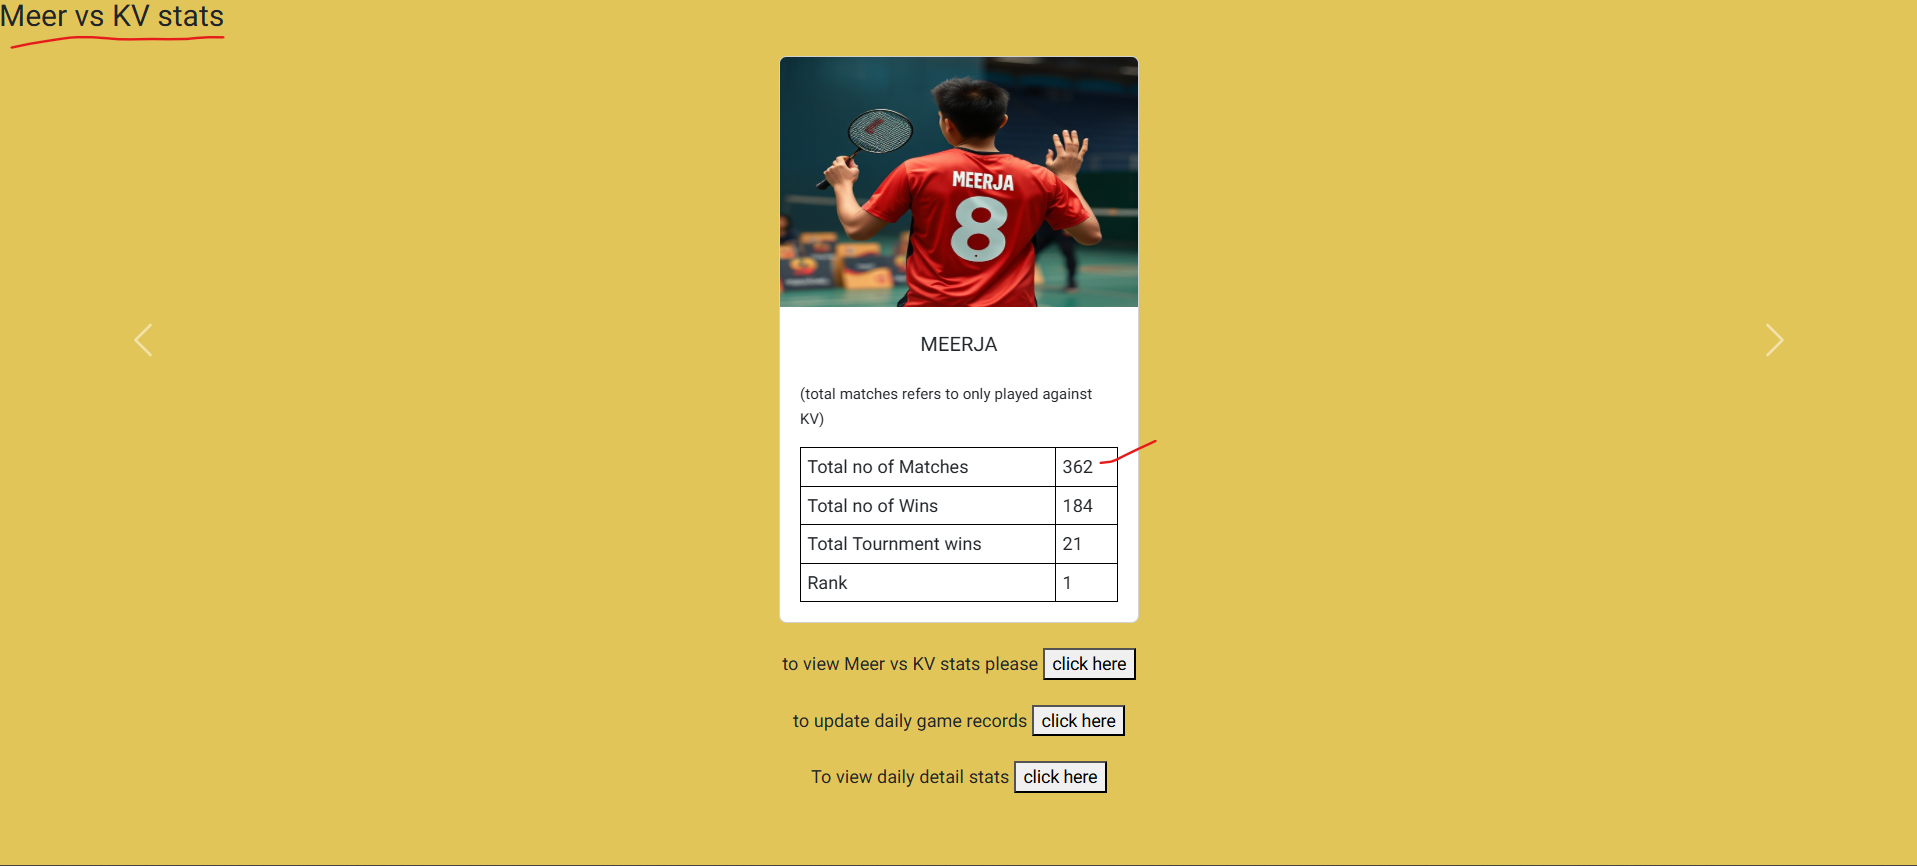 Meer vs KV stats
MEERJA
8
MEERJA
(total matches refers to only played against
KV)
Total no of Matches 362
Total no of Wins 184
Total Tournment wins 21
Rank 1
to view Meer vs KV stats please click here
to update daily game records click here
To view daily detail stats click here